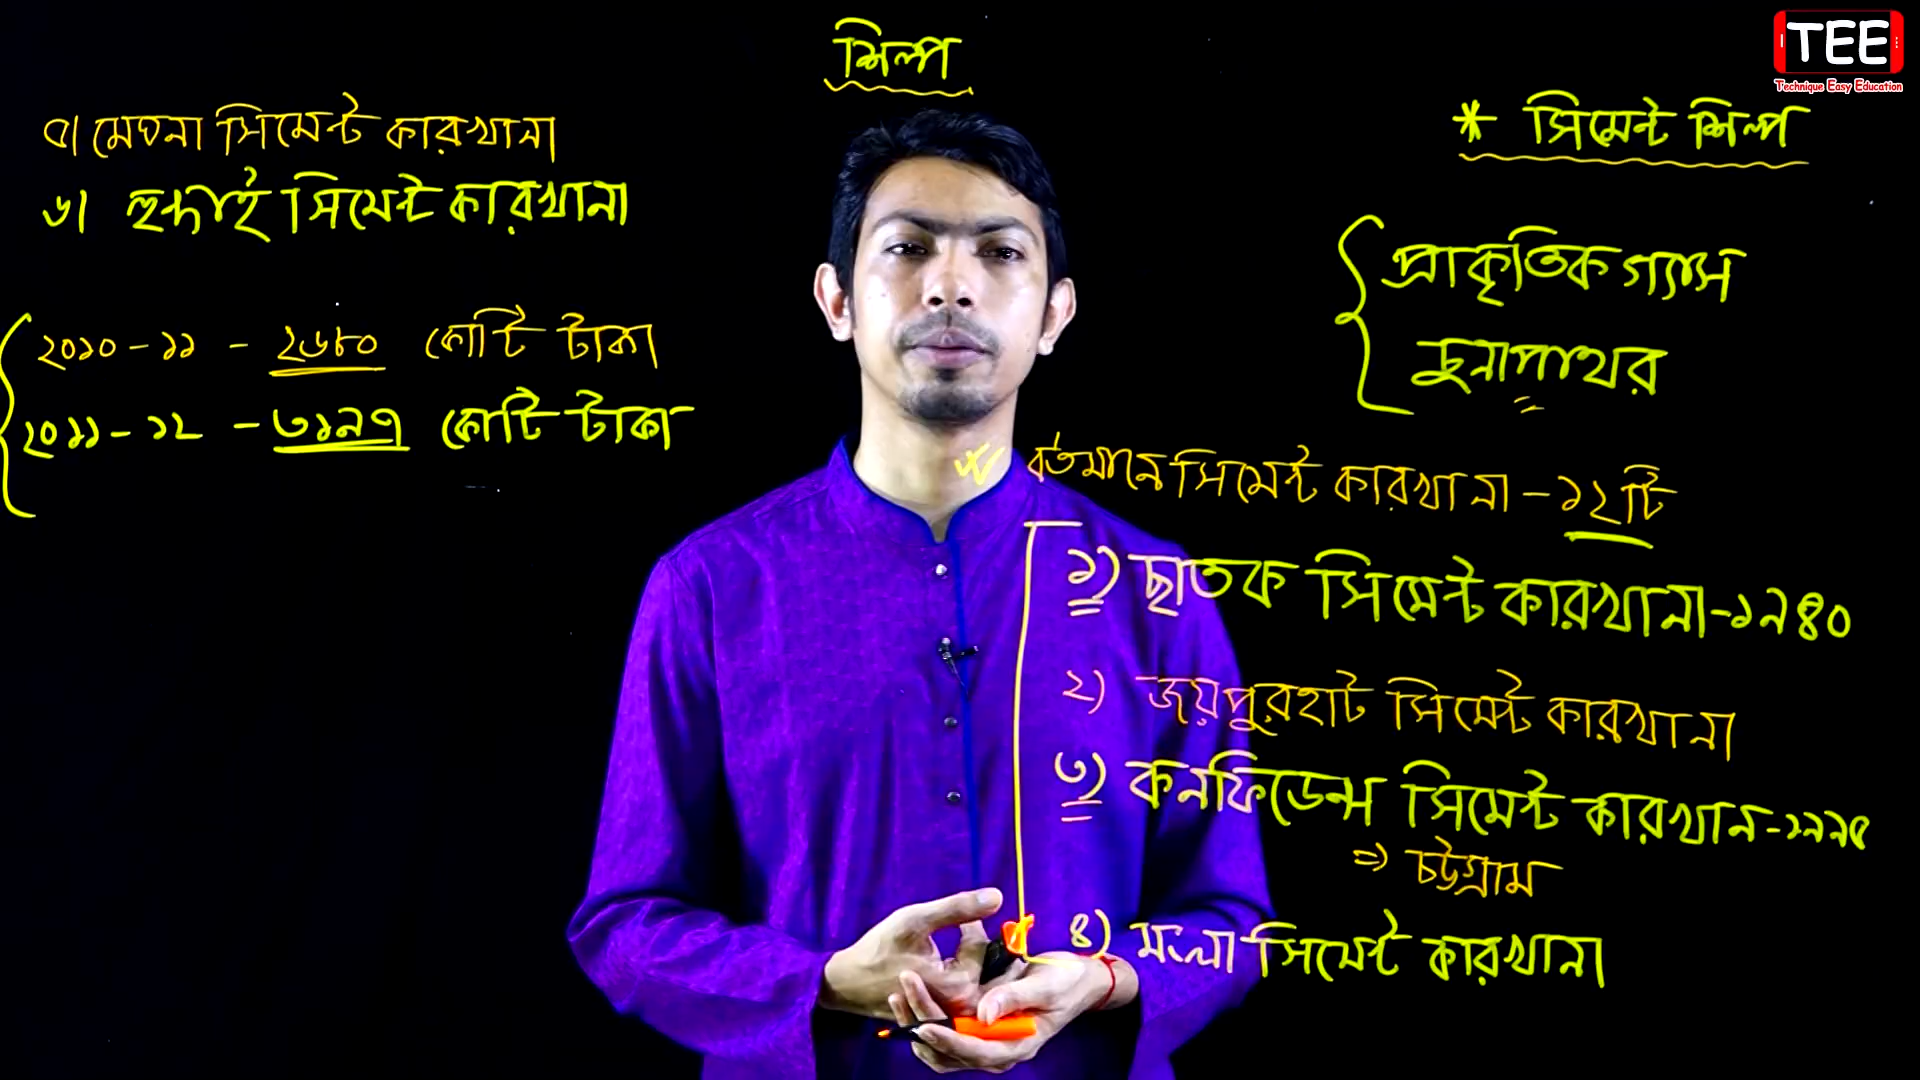 শিল্প
TEE
Technique Easy Education
* সিমেন্ট শিল্প
প্রাকৃতিক গ্যাস
চুনাপাথর
বর্তমানে সিমেন্ট কারখানা - ১২টি
১) ছাতক সিমেন্ট কারখানা - ১৯৪০
২) জয়পুরহাট সিমেন্ট কারখানা
৩) কনফিডেন্স সিমেন্ট কারখানা - ১৯৯৫
⇒ চট্টগ্রাম
৪) মংলা সিমেন্ট কারখানা
৫। মেঘনা সিমেন্ট কারখানা
৬। হুন্দাই সিমেন্ট কারখানা
২০১০ - ১১ - ২৬৮০ কোটি টাকা
২০১১ - ১২ - ৩১৯৭ কোটি টাকা